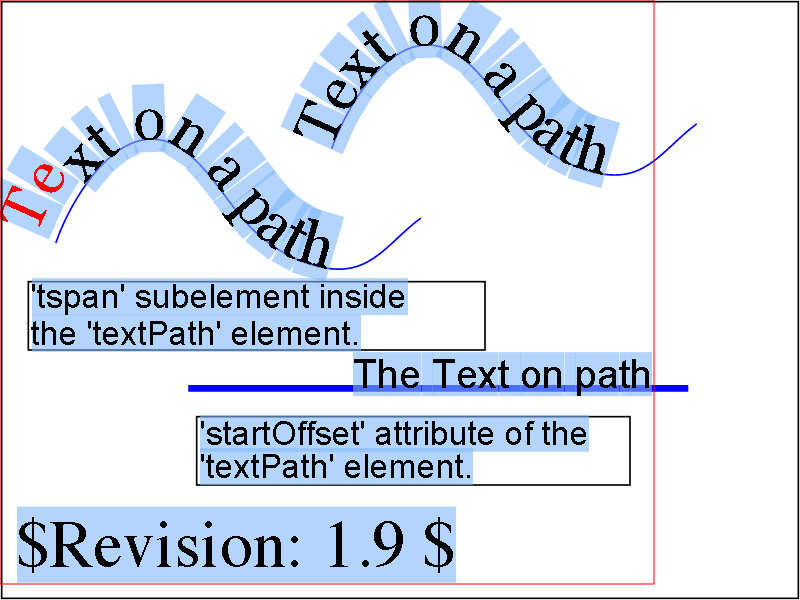 Text on a path
Text on a path
'tspan' subelement inside
the 'textPath' element.
The Text on path
'startOffset' attribute of the
'textPath' element.
$Revision: 1.9 $